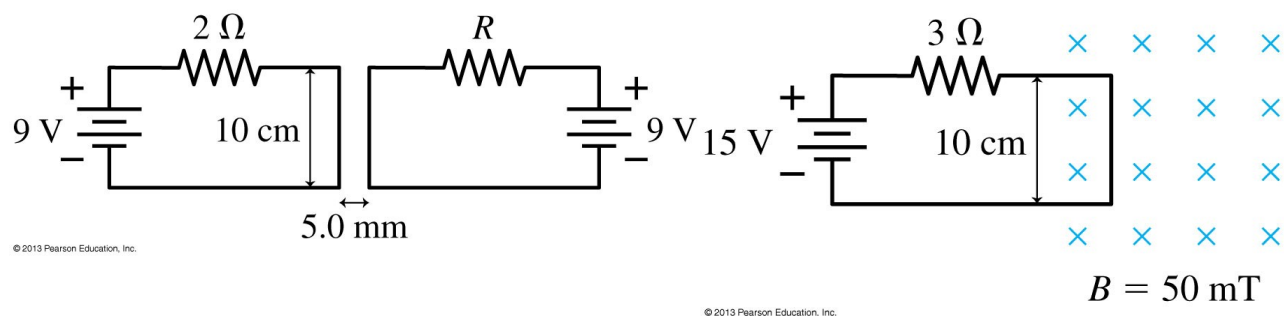 2 Ω
R
+
+
9 V
10 cm
9 V
−
−
5.0 mm
© 2013 Pearson Education, Inc.
3 Ω
× × × ×
+
× × × ×
15 V
10 cm
−
× × × ×
× × × ×
B = 50 mT
© 2013 Pearson Education, Inc.